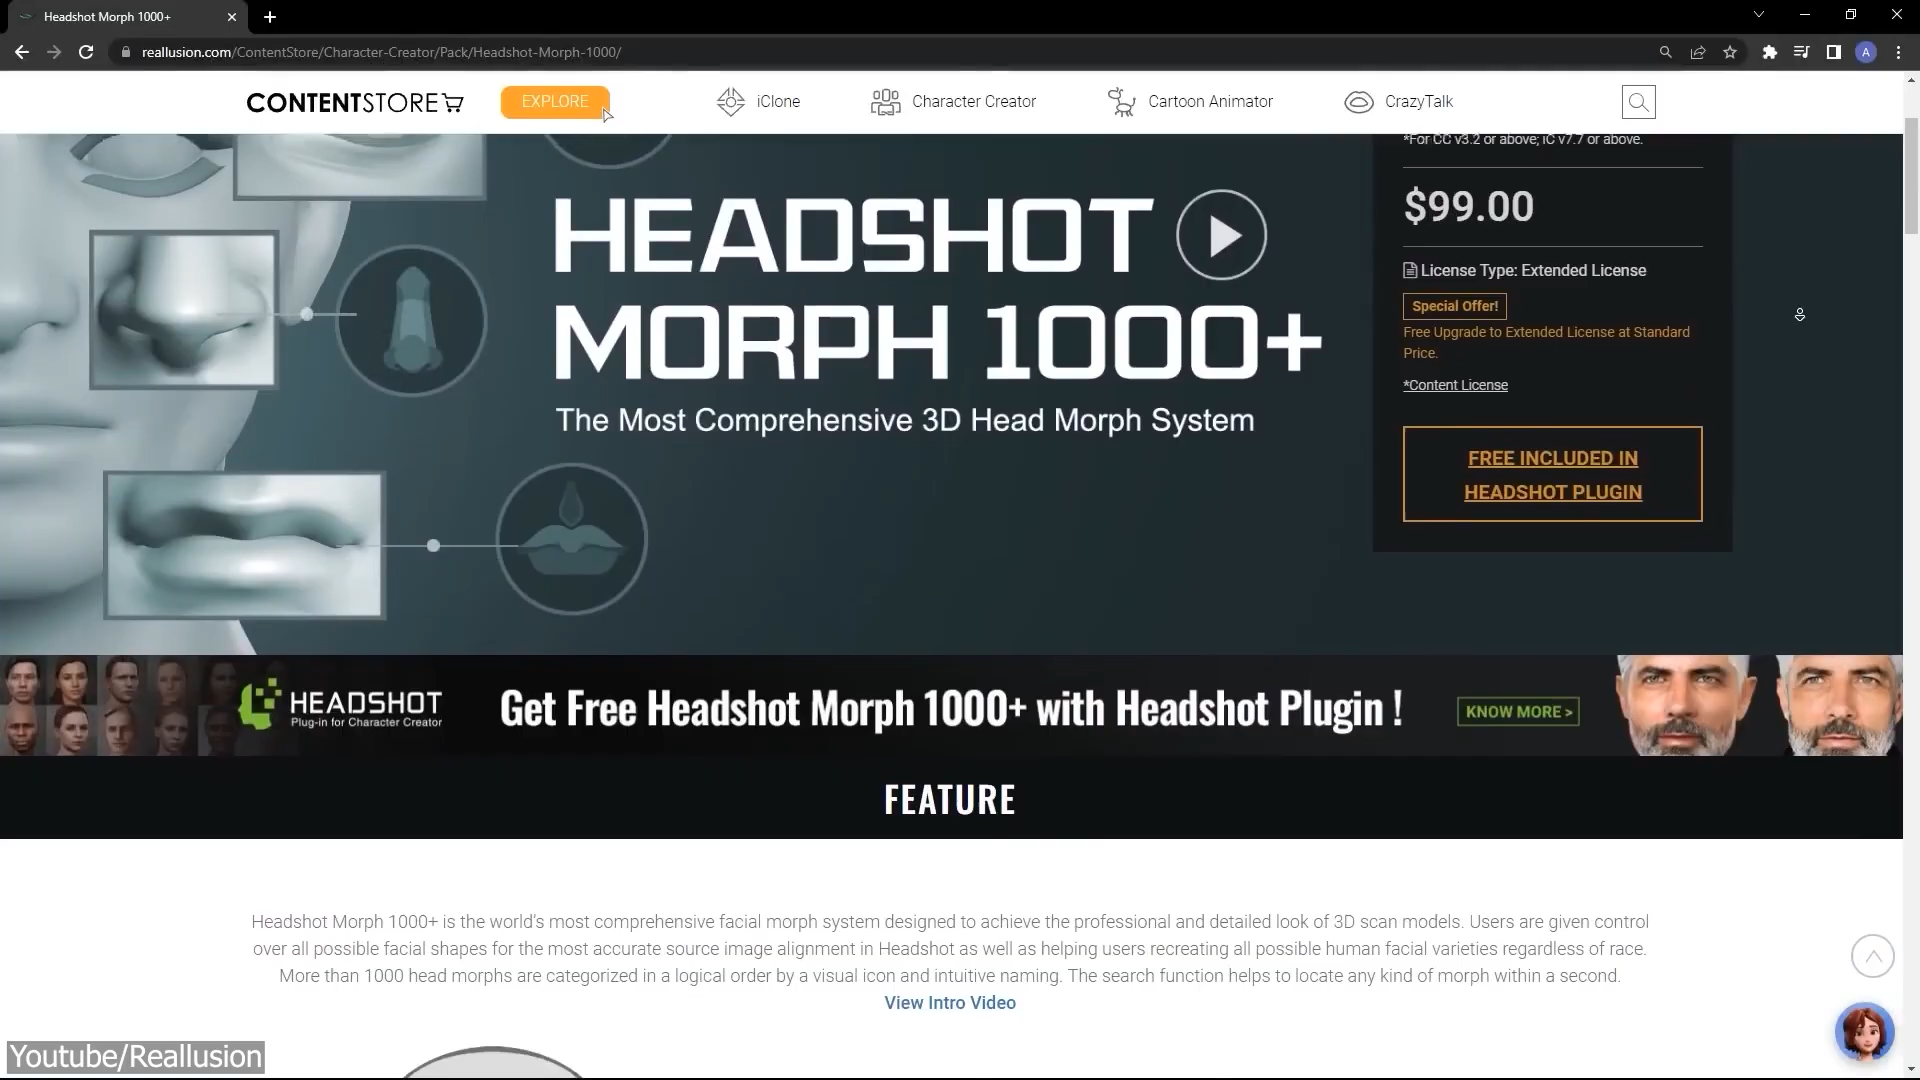 Headshot Morph 1000+
reallusion.com/ContentStore/Character-Creator/Pack/Headshot-Morph-1000/
A
CONTENTSTORE
EXPLORE
iClone
Character Creator
Cartoon Animator
CrazyTalk
*For CC v3.2 or above; iC v7.7 or above.
$99.00
License Type: Extended License
Special Offer!
Free Upgrade to Extended License at Standard
Price.
*Content License
FREE INCLUDED IN
HEADSHOT PLUGIN
HEADSHOT
MORPH 1000+
The Most Comprehensive 3D Head Morph System
HEADSHOT
Plug-in for Character Creator
Get Free Headshot Morph 1000+ with Headshot Plugin !
KNOW MORE >
FEATURE
Headshot Morph 1000+ is the world's most comprehensive facial morph system designed to achieve the professional and detailed look of 3D scan models. Users are given control
over all possible facial shapes for the most accurate source image alignment in Headshot as well as helping users recreating all possible human facial varieties regardless of race.
More than 1000 head morphs are categorized in a logical order by a visual icon and intuitive naming. The search function helps to locate any kind of morph within a second.
View Intro Video
Youtube/Reallusion